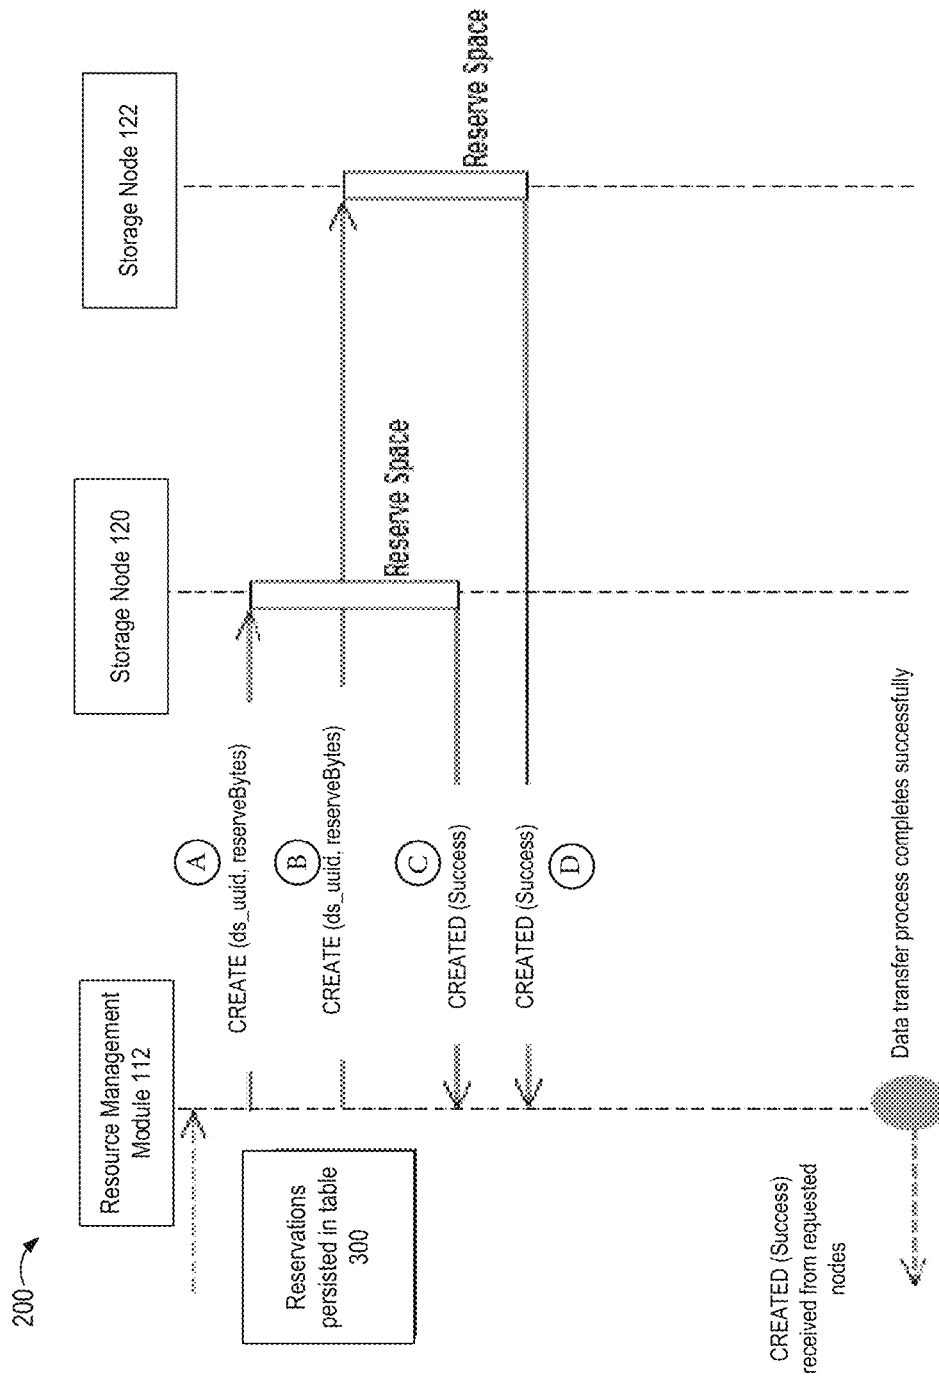 200
Resource Management
Module 112
Storage Node 120
Storage Node 122
Reservations
persisted in table
300
CREATE (ds_uuid, reserveBytes)
A
B
CREATE (ds_uuid, reserveBytes)
Reserve Space
Reserve Space
C
CREATED (Success)
CREATED (Success)
D
CREATED (Success)
received from requested
nodes
Data transfer process completes successfully